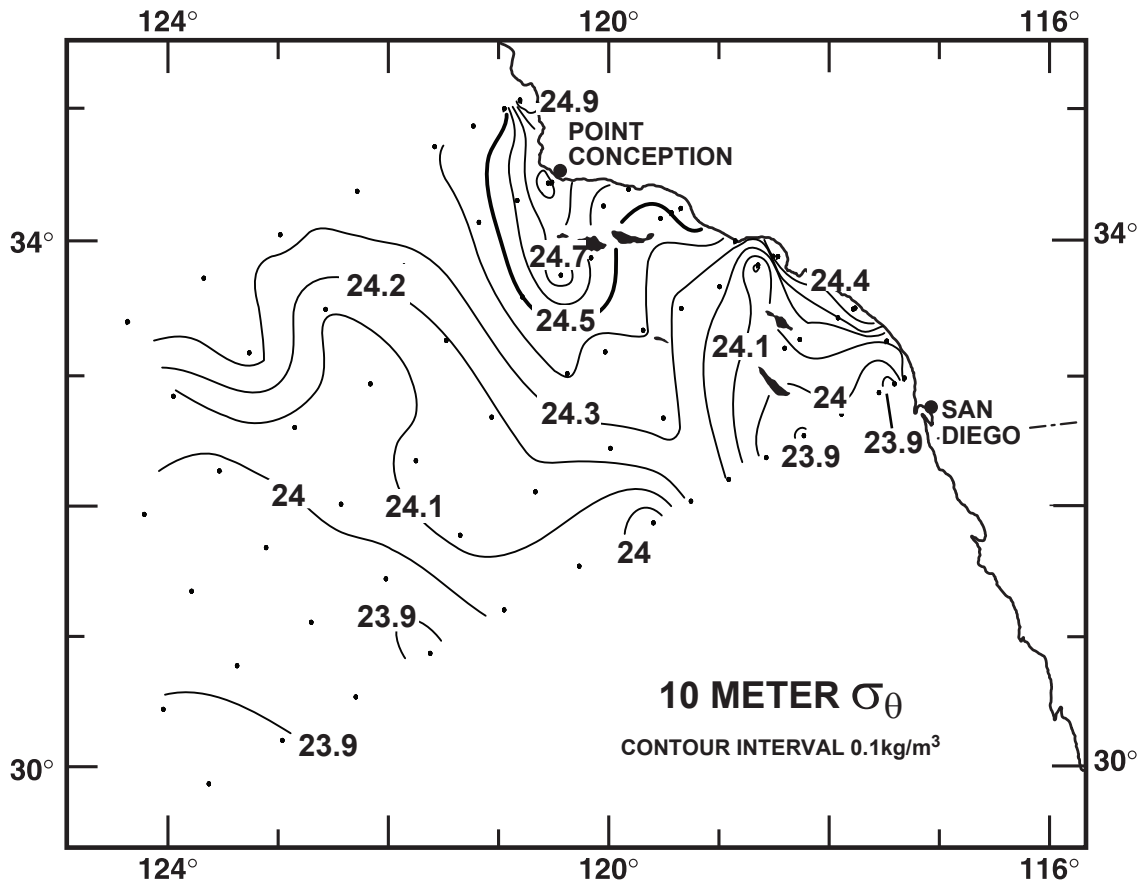 124° 120° 116°
24.9
POINT
CONCEPTION
34° 34°
24.7
24.2
24.4
24.5
24.1
24.3
24
SAN
DIEGO
23.9
23.9
24
24.1
24
23.9
10 METER σθ
CONTOUR INTERVAL 0.1kg/m³
23.9
30° 30°
124° 120° 116°